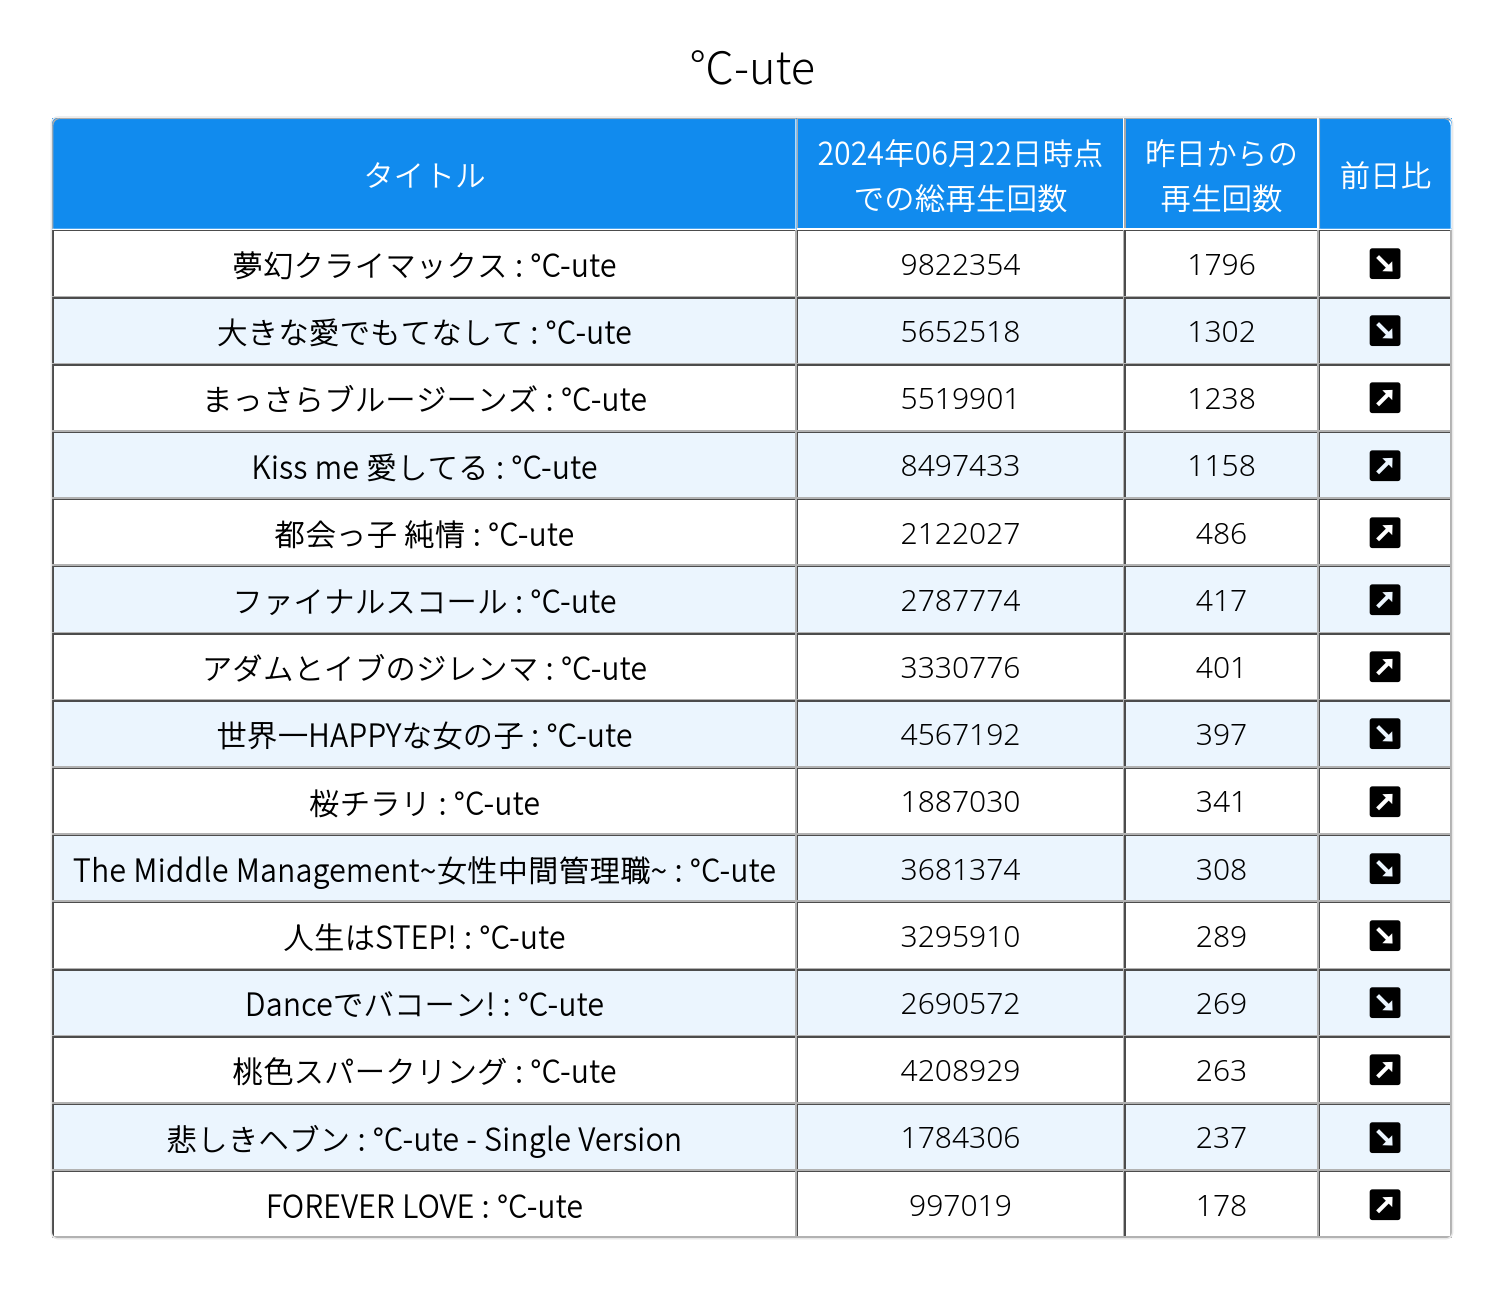 ℃-ute
タイトル 2024年06月22日時点での総再生回数 昨日からの再生回数 前日比
夢幻クライマックス : ℃-ute 9822354 1796 ↘
大きな愛でもてなして : ℃-ute 5652518 1302 ↘
まっさらブルージーンズ : ℃-ute 5519901 1238 ↗
Kiss me 愛してる : ℃-ute 8497433 1158 ↗
都会っ子 純情 : ℃-ute 2122027 486 ↗
ファイナルスコール : ℃-ute 2787774 417 ↗
アダムとイブのジレンマ : ℃-ute 3330776 401 ↗
世界一HAPPYな女の子 : ℃-ute 4567192 397 ↘
桜チラリ : ℃-ute 1887030 341 ↗
The Middle Management~女性中間管理職~ : ℃-ute 3681374 308 ↘
人生はSTEP! : ℃-ute 3295910 289 ↘
Danceでバコーン! : ℃-ute 2690572 269 ↘
桃色スパークリング : ℃-ute 4208929 263 ↗
悲しきヘブン : ℃-ute - Single Version 1784306 237 ↘
FOREVER LOVE : ℃-ute 997019 178 ↗